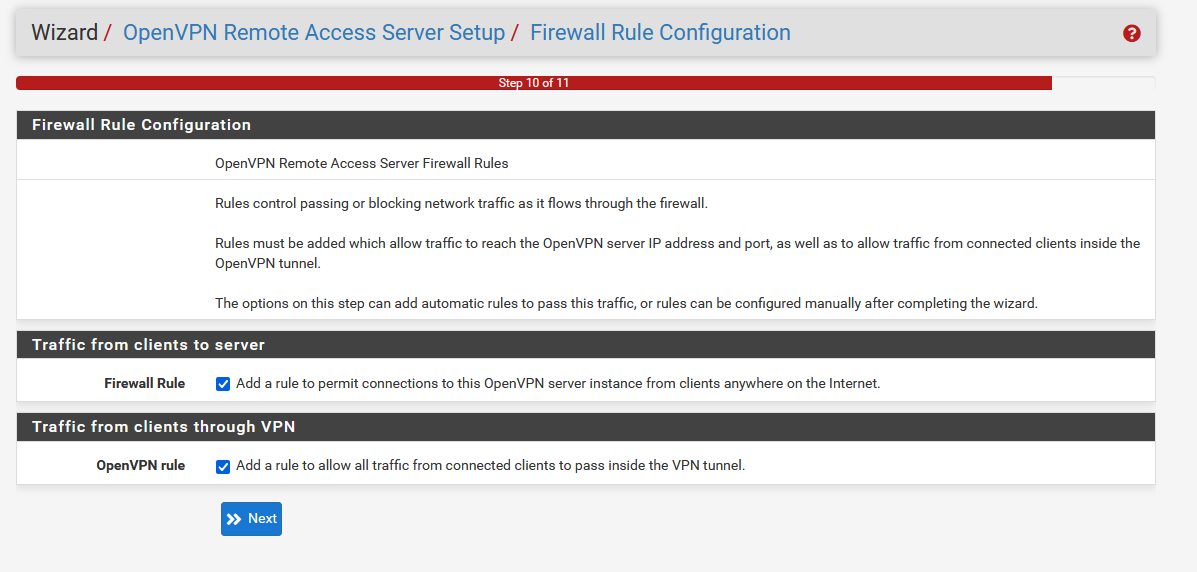 Wizard / OpenVPN Remote Access Server Setup / Firewall Rule Configuration ?
Step 10 of 11
Firewall Rule Configuration
OpenVPN Remote Access Server Firewall Rules
Rules control passing or blocking network traffic as it flows through the firewall.
Rules must be added which allow traffic to reach the OpenVPN server IP address and port, as well as to allow traffic from connected clients inside the
OpenVPN tunnel.
The options on this step can add automatic rules to pass this traffic, or rules can be configured manually after completing the wizard.
Traffic from clients to server
Firewall Rule Add a rule to permit connections to this OpenVPN server instance from clients anywhere on the Internet.
Traffic from clients through VPN
OpenVPN rule Add a rule to allow all traffic from connected clients to pass inside the VPN tunnel.
Next